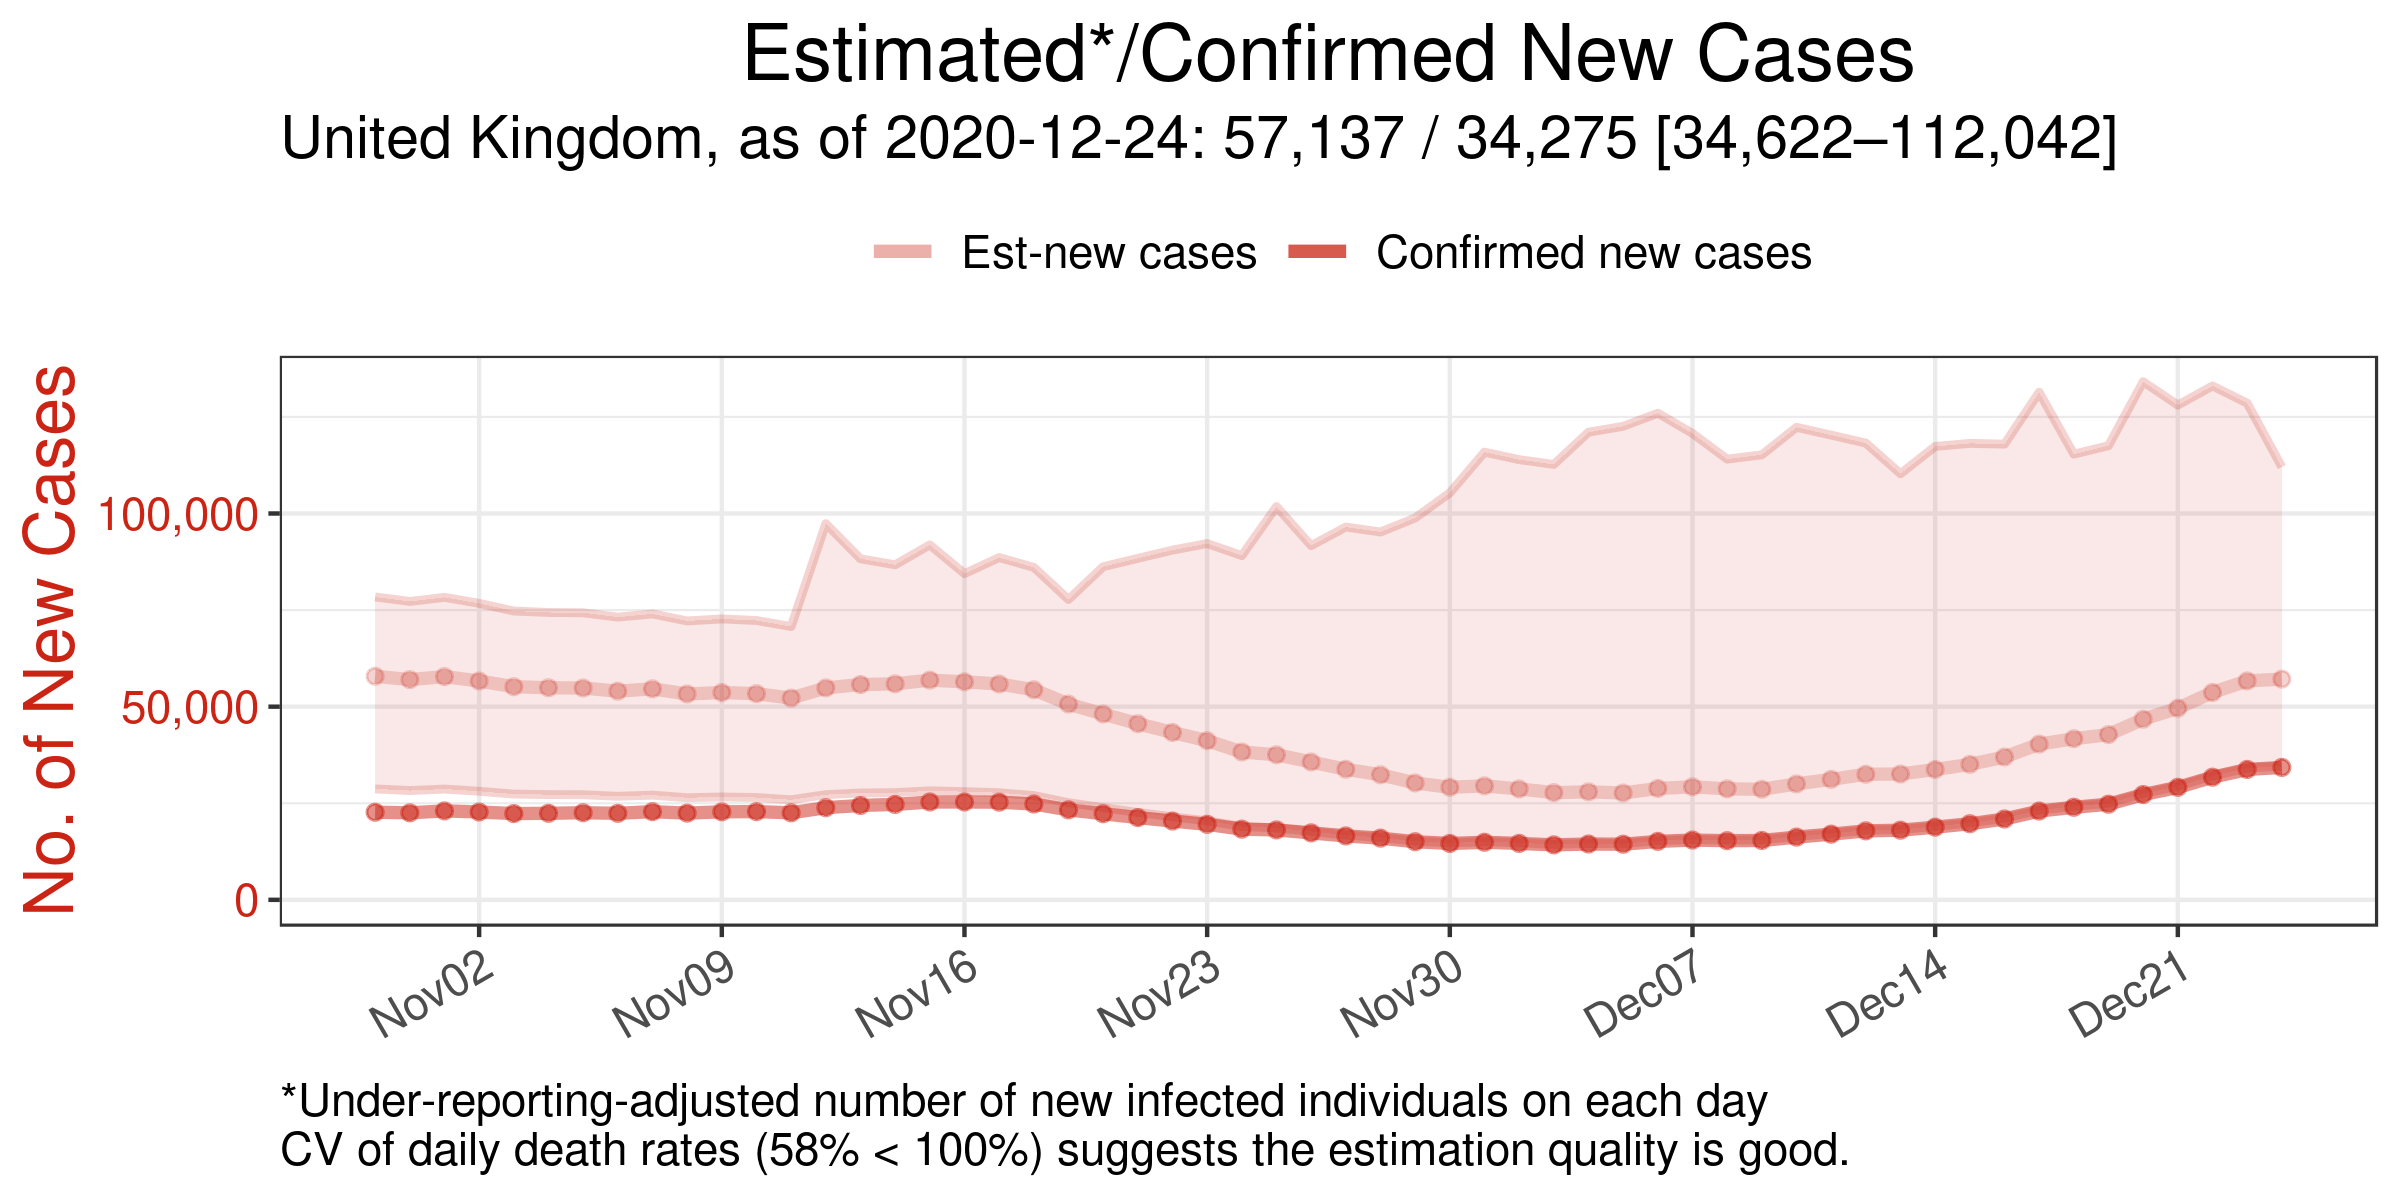 Estimated*/Confirmed New Cases
United Kingdom, as of 2020-12-24: 57,137 / 34,275 [34,622–112,042]
Est-new cases
Confirmed new cases
No. of New Cases
100,000
50,000
0
Nov02
Nov09
Nov16
Nov23
Nov30
Dec07
Dec14
Dec21
*Under-reporting-adjusted number of new infected individuals on each day
CV of daily death rates (58% < 100%) suggests the estimation quality is good.